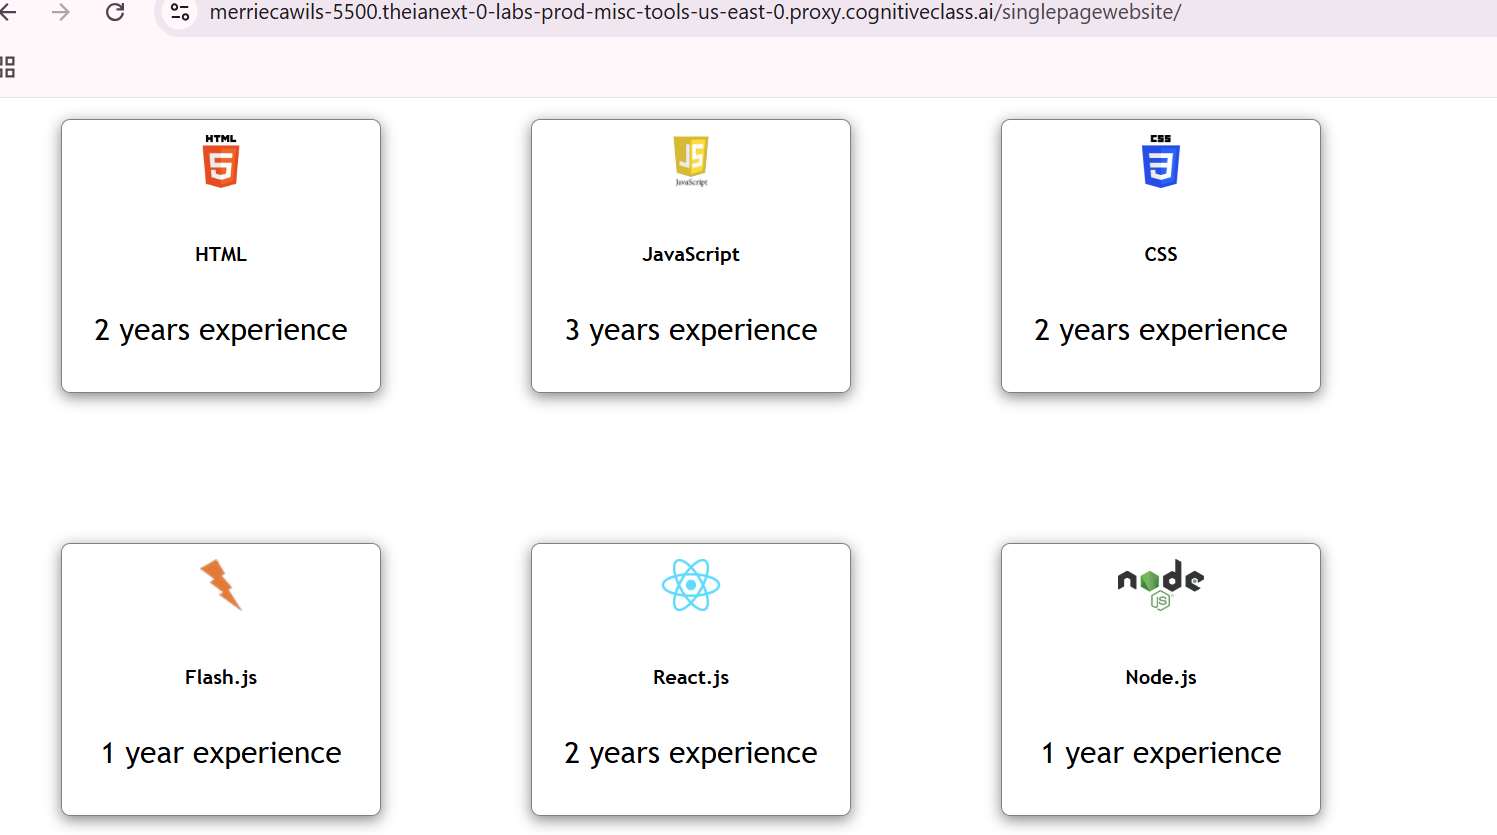 merriecawils-5500.theianext-0-labs-prod-misc-tools-us-east-0.proxy.cognitiveclass.ai/singlepagewebsite/
HTML
5
JS
JavaScript
CSS
3
HTML
JavaScript
CSS
2 years experience
3 years experience
2 years experience
node
JS
Flash.js
React.js
Node.js
1 year experience
2 years experience
1 year experience